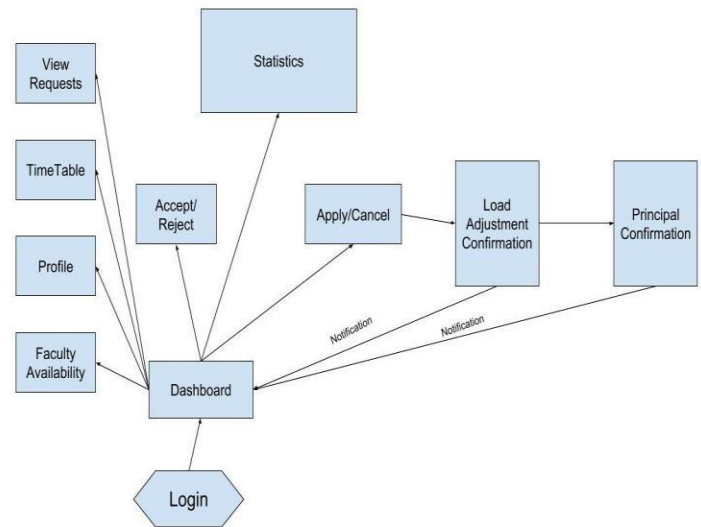 View
Requests
Statistics
TimeTable
Accept/
Reject
Apply/Cancel
Load
Adjustment
Confirmation
Principal
Confirmation
Profile
Faculty
Availability
Notification
Notification
Dashboard
Login